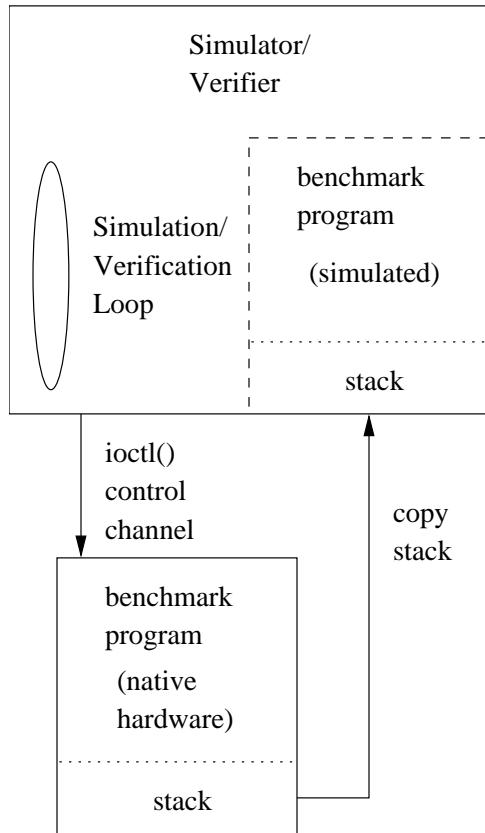 Simulator/
Verifier
benchmark
program
(simulated)
Simulation/
Verification
Loop
stack
ioctl()
control
channel
copy
stack
benchmark
program
(native
hardware)
stack